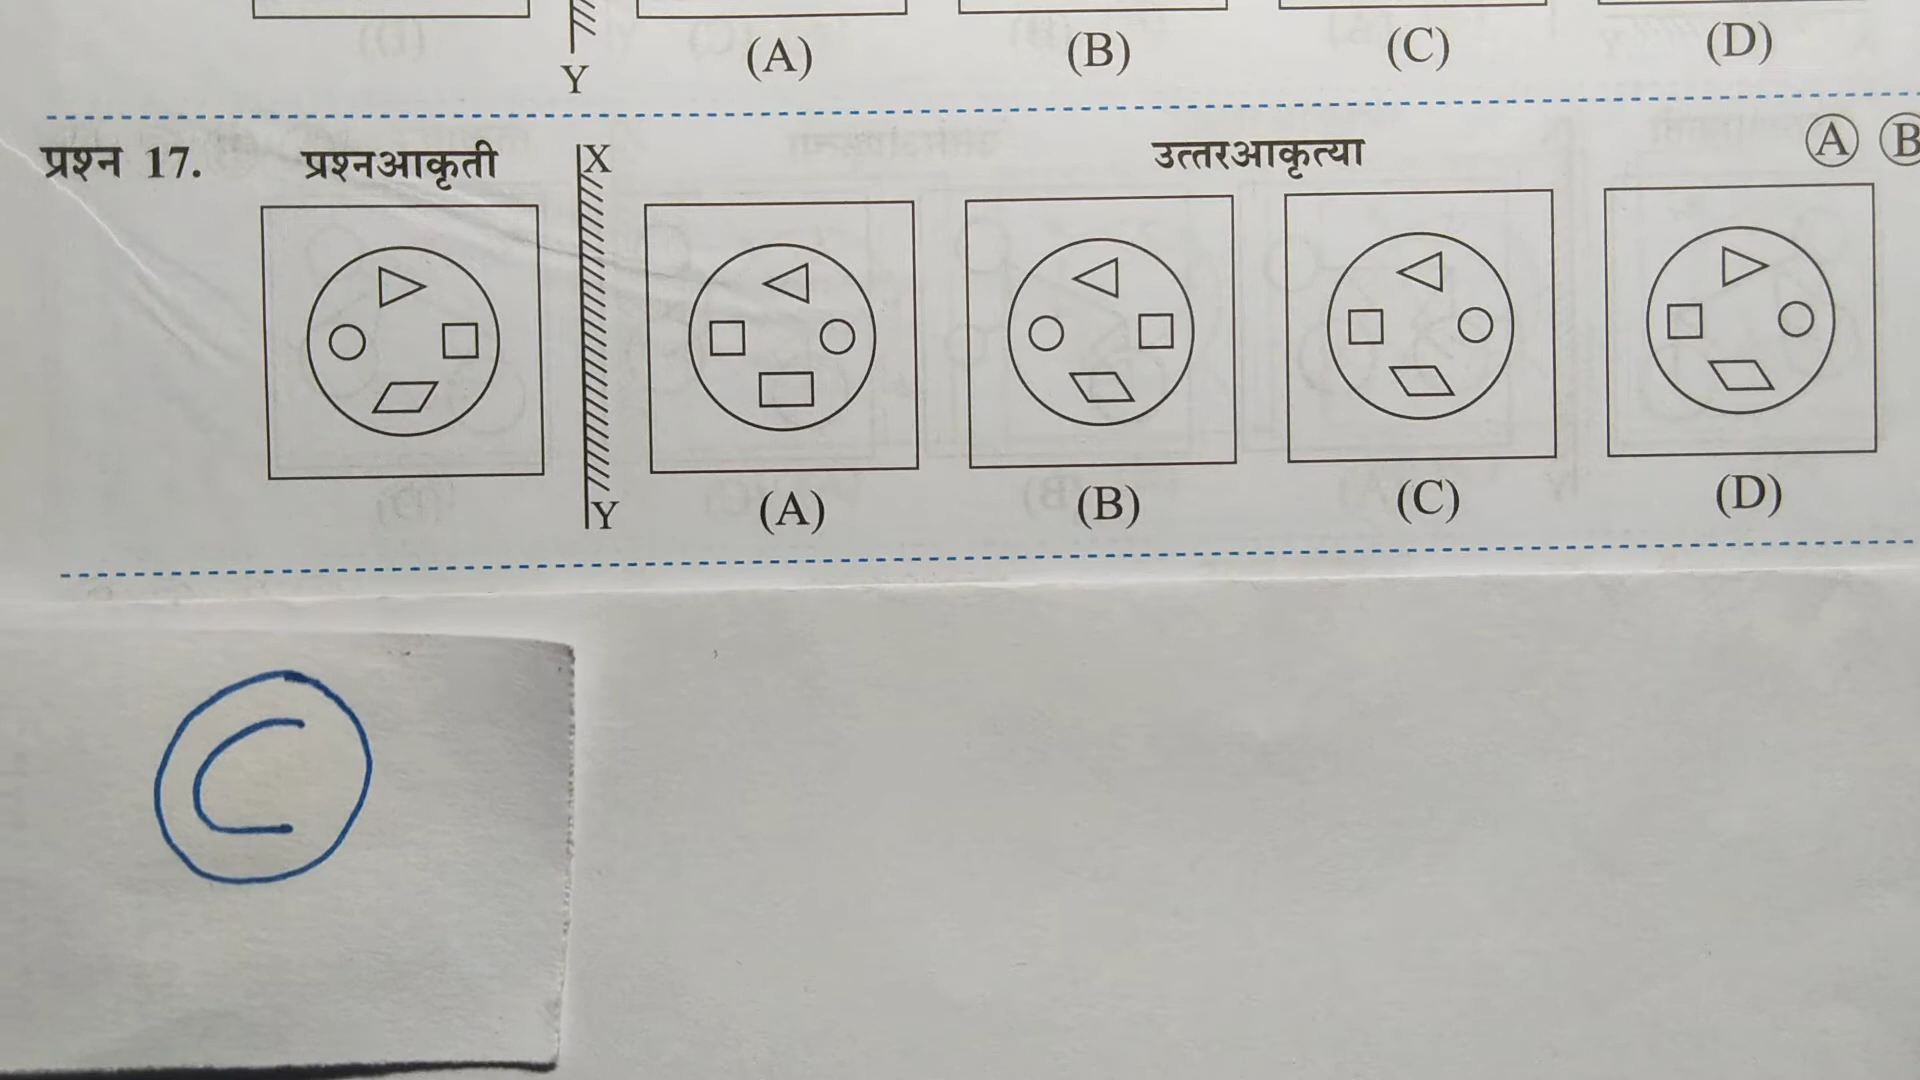 Y (A) (B) (C) (D)
प्रश्न 17. प्रश्नआकृती X उत्तरआकृत्या Ⓐ Ⓑ
Y (A) (B) (C) (D)
C